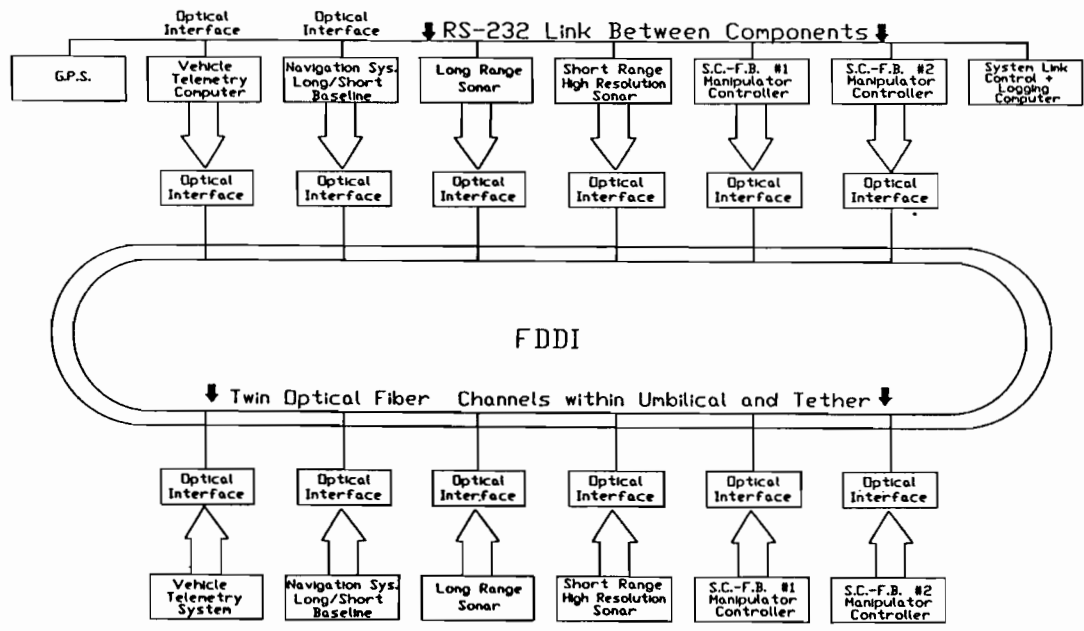 Optical
Interface
Optical
Interface
RS-232 Link Between Components
G.P.S.
Vehicle
Telemetry
Computer
Navigation Sys.
Long/Short
Baseline
Long Range
Sonar
Short Range
High Resolution
Sonar
S.C.-F.B. #1
Manipulator
Controller
S.C.-F.B. #2
Manipulator
Controller
System Link
Control +
Logging
Computer
Optical
Interface
Optical
Interface
Optical
Interface
Optical
Interface
Optical
Interface
Optical
Interface
FDDI
Twin Optical Fiber Channels within Umbilical and Tether
Optical
Interface
Optical
Interface
Optical
Interface
Optical
Interface
Optical
Interface
Optical
Interface
Vehicle
Telemetry
System
Navigation Sys.
Long/Short
Baseline
Long Range
Sonar
Short Range
High Resolution
Sonar
S.C.-F.B. #1
Manipulator
Controller
S.C.-F.B. #2
Manipulator
Controller